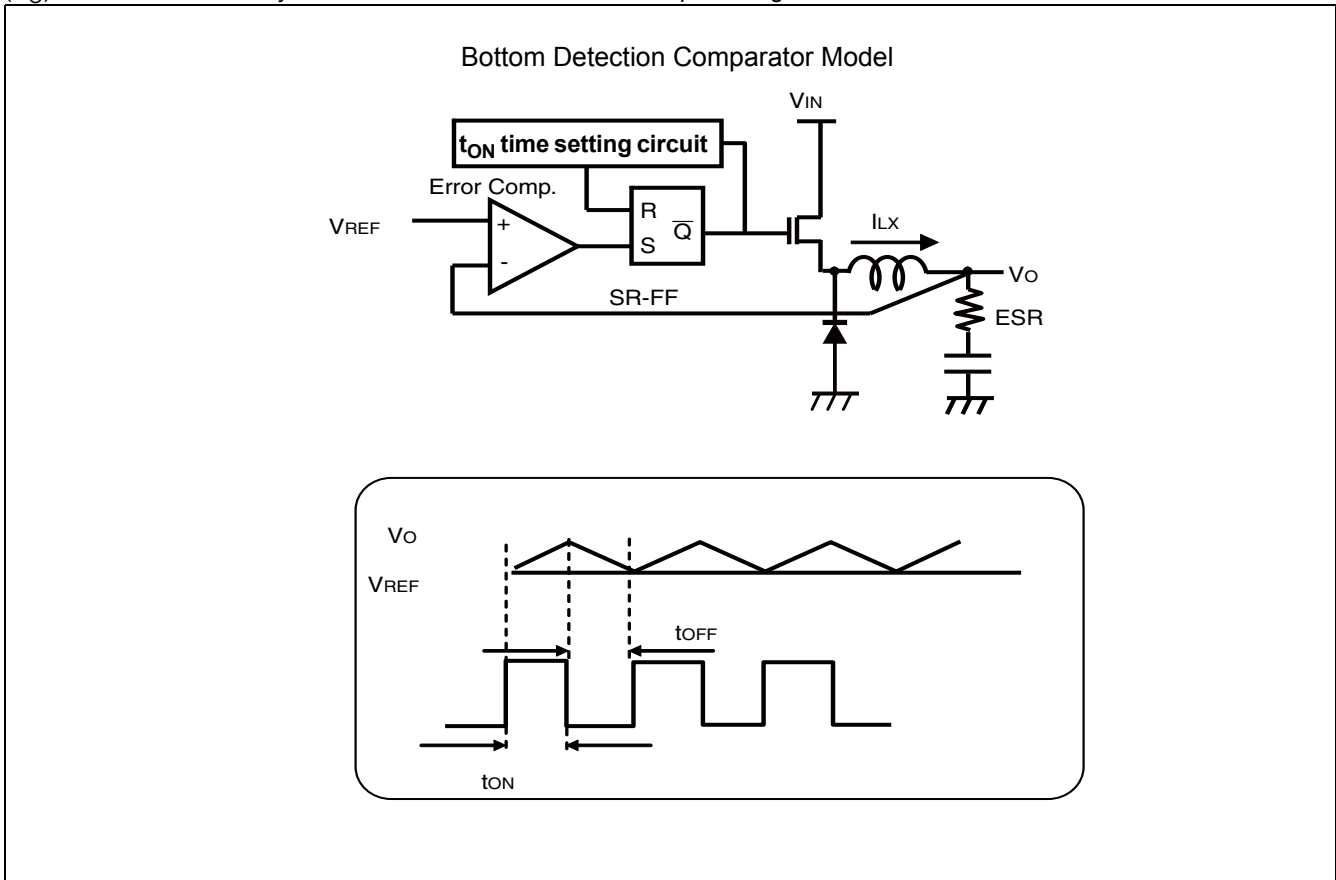 Bottom Detection Comparator Model
VIN
tON time setting circuit
Error Comp.
VREF
+
-
R
S
Q̅
ILX
VO
SR-FF
ESR
VO
VREF
tOFF
tON